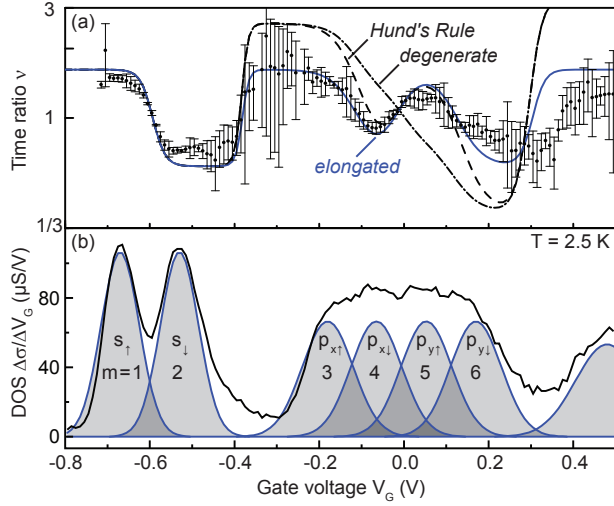 3
(a)
Hund's Rule
degenerate
Time ratio ν
1
elongated
1/3
(b)
T = 2.5 K
DOS Δσ/ΔV_G (μS/V)
80
40
0
s↑
s↓
p_x↑
p_x↓
p_y↑
p_y↓
m=1
2
3
4
5
6
-0.8 -0.6 -0.4 -0.2 0.0 0.2 0.4
Gate voltage V_G (V)